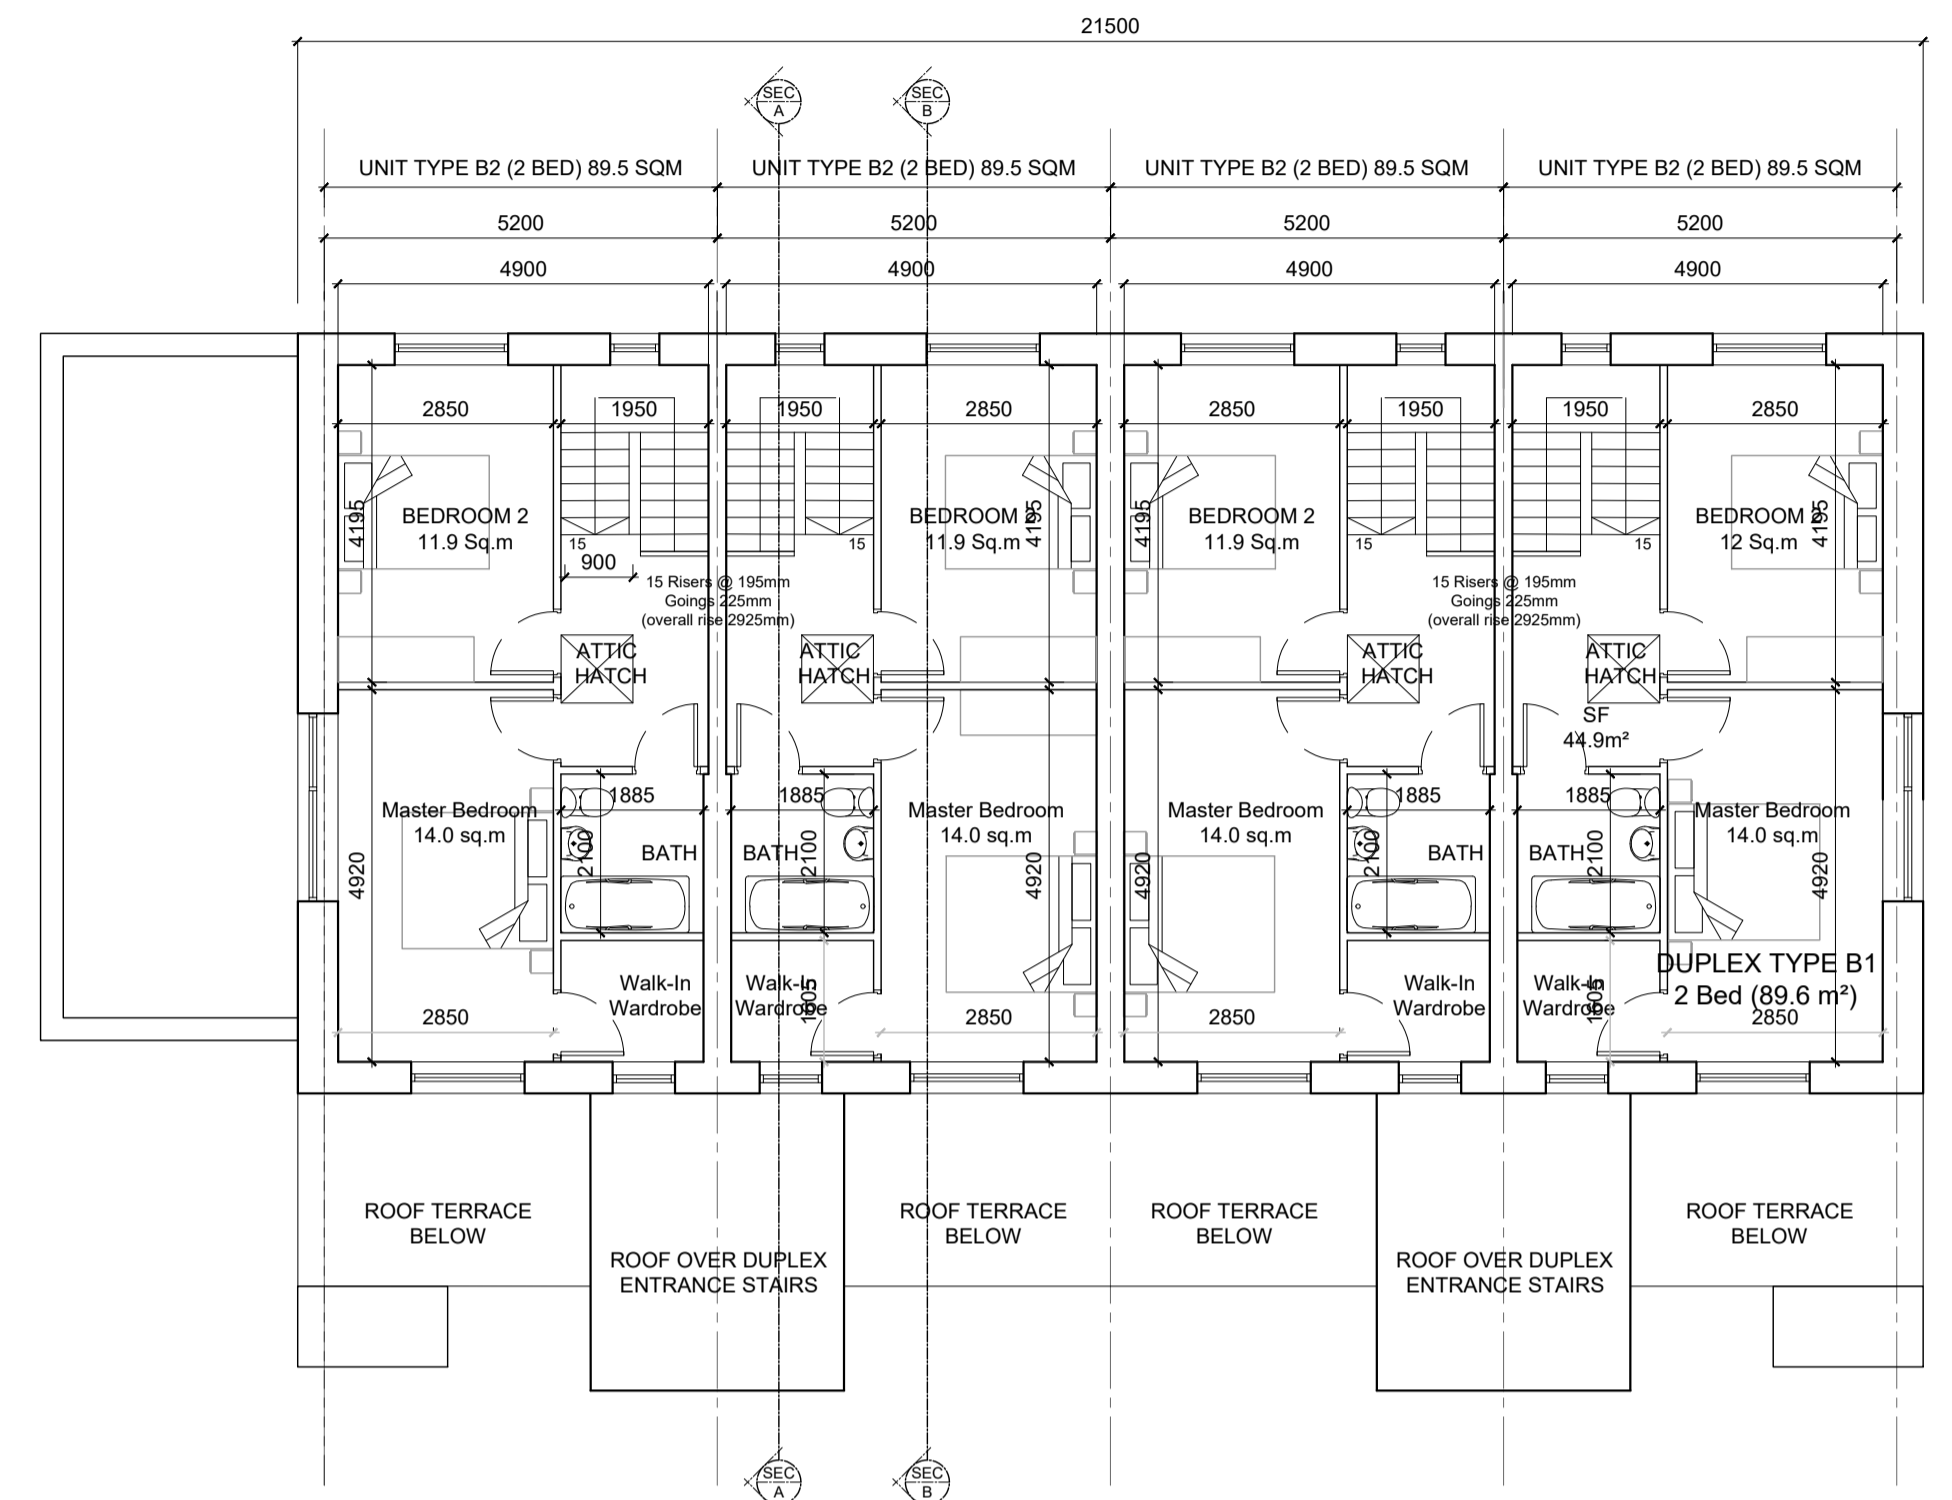 21500
SEC
A
SEC
B
UNIT TYPE B2 (2 BED) 89.5 SQM
UNIT TYPE B2 (2 BED) 89.5 SQM
UNIT TYPE B2 (2 BED) 89.5 SQM
UNIT TYPE B2 (2 BED) 89.5 SQM
5200
5200
5200
5200
4900
4900
4900
4900
2850
1950
1950
2850
2850
1950
1950
2850
4195
BEDROOM 2
11.9 Sq.m
BEDROOM 2
11.9 Sq.m
4195
4195
BEDROOM 2
11.9 Sq.m
BEDROOM 2
12 Sq.m
4195
15
900
15
15
15
15 Risers @ 195mm
Goings 225mm
(overall rise 2925mm)
15 Risers @ 195mm
Goings 225mm
(overall rise 2925mm)
ATTIC
HATCH
ATTIC
HATCH
ATTIC
HATCH
ATTIC
HATCH
SF
44.9m²
Master Bedroom
14.0 sq.m
1885
1885
Master Bedroom
14.0 sq.m
Master Bedroom
14.0 sq.m
1885
1885
Master Bedroom
14.0 sq.m
4920
2100
BATH
BATH
2100
4920
4920
2100
BATH
BATH
2100
4920
Walk-In
Wardrobe
Walk-In
Wardrobe
1605
Walk-In
Wardrobe
Walk-In
Wardrobe
1605
DUPLEX TYPE B1
2 Bed (89.6 m²)
2850
2850
2850
2850
ROOF TERRACE
BELOW
ROOF TERRACE
BELOW
ROOF TERRACE
BELOW
ROOF TERRACE
BELOW
ROOF OVER DUPLEX
ENTRANCE STAIRS
ROOF OVER DUPLEX
ENTRANCE STAIRS
SEC
A
SEC
B